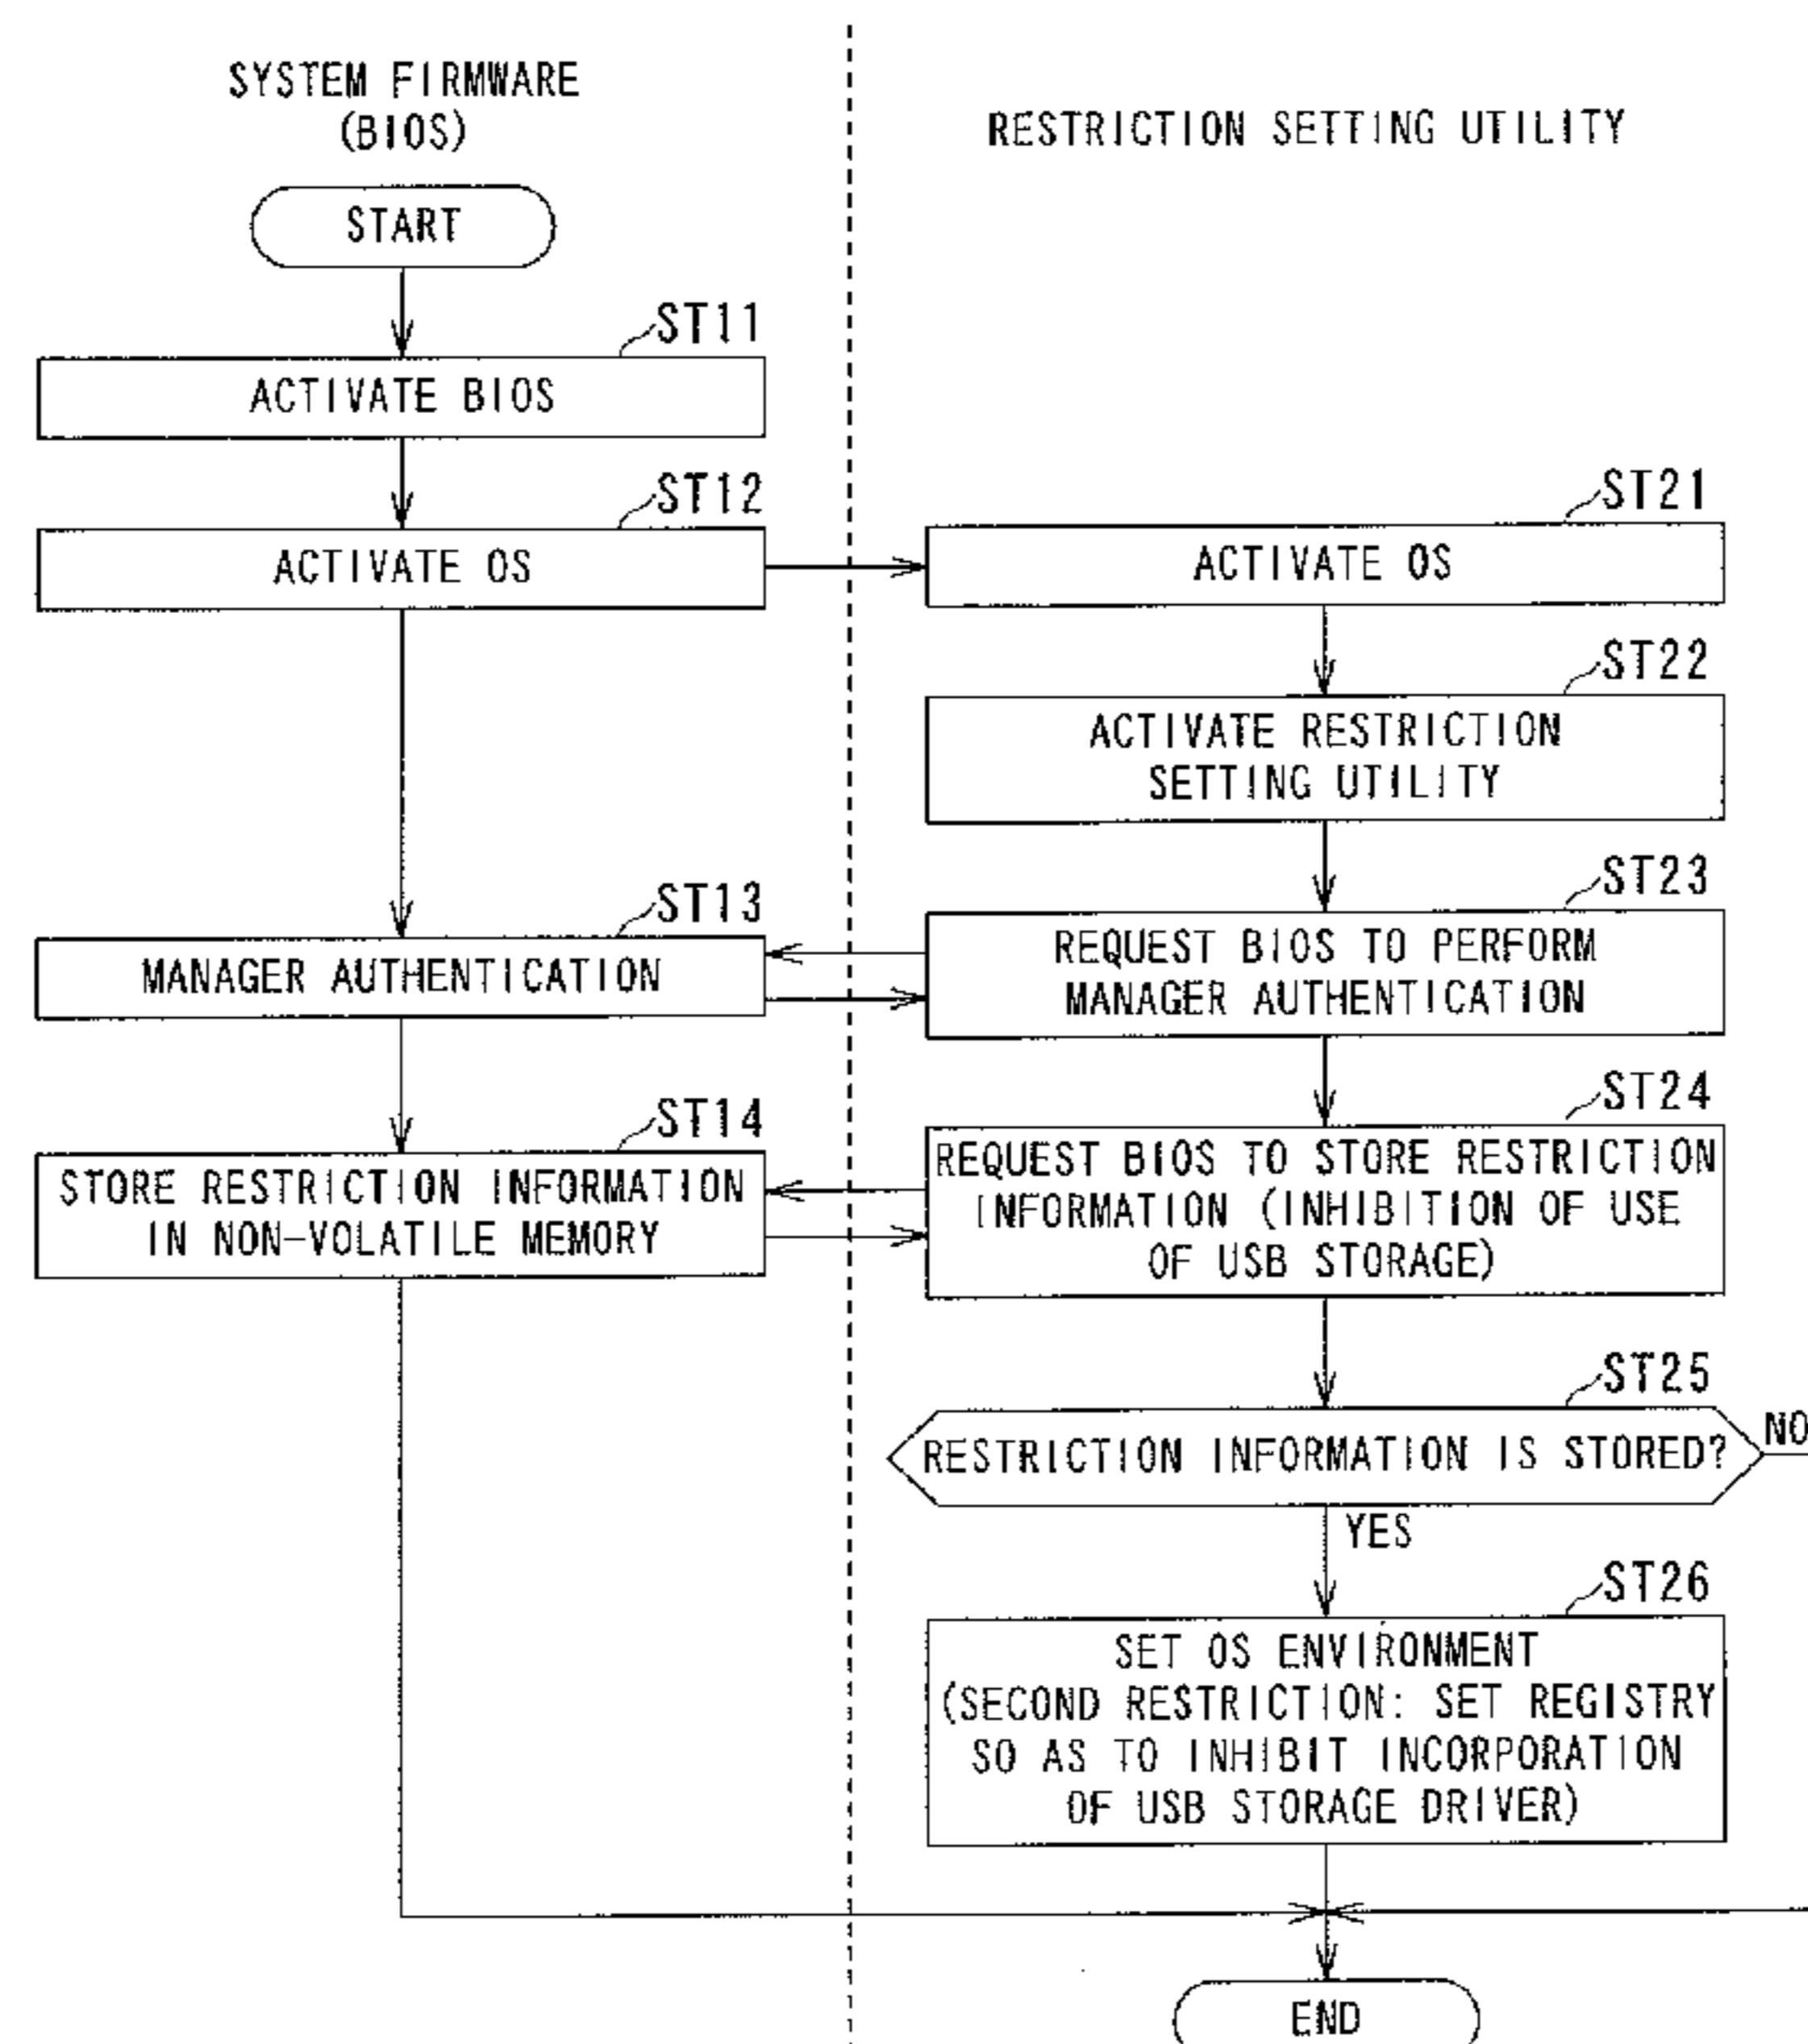 SYSTEM FIRMWARE
(BIOS)
RESTRICTION SETTING UTILITY
START
ST11
ACTIVATE BIOS
ST12
ACTIVATE OS
ST21
ACTIVATE OS
ST22
ACTIVATE RESTRICTION
SETTING UTILITY
ST13
MANAGER AUTHENTICATION
ST23
REQUEST BIOS TO PERFORM
MANAGER AUTHENTICATION
ST14
STORE RESTRICTION INFORMATION
IN NON-VOLATILE MEMORY
ST24
REQUEST BIOS TO STORE RESTRICTION
INFORMATION (INHIBITION OF USE
OF USB STORAGE)
ST25
RESTRICTION INFORMATION IS STORED?
NO
YES
ST26
SET OS ENVIRONMENT
(SECOND RESTRICTION: SET REGISTRY
SO AS TO INHIBIT INCORPORATION
OF USB STORAGE DRIVER)
END